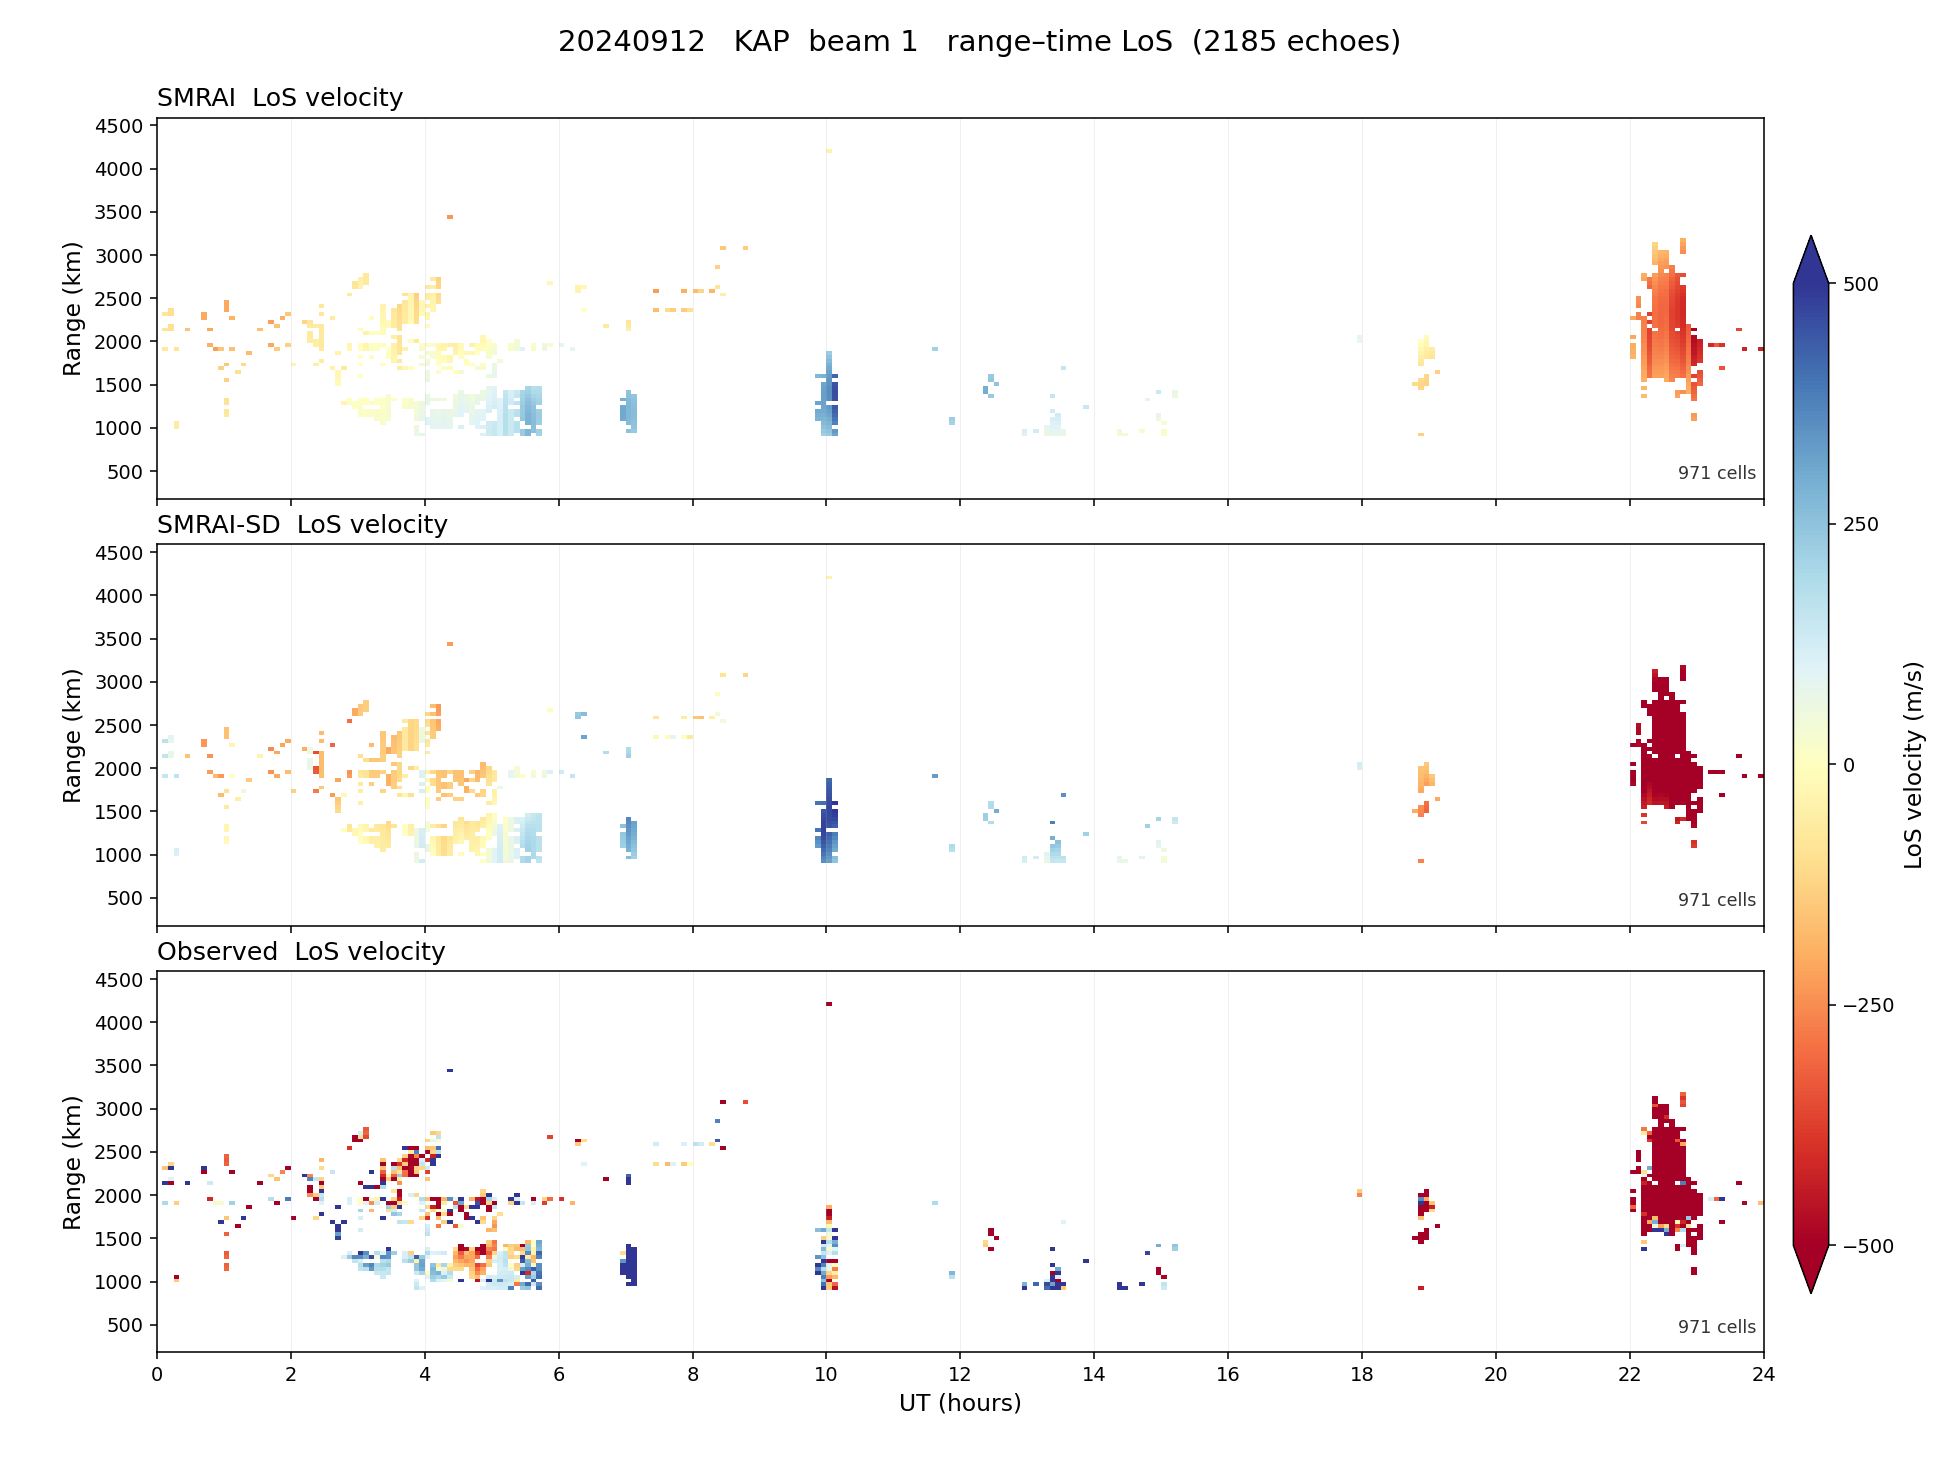 20240912 KAP beam 1 range–time LoS (2185 echoes)
SMRAI LoS velocity
4500
4000
3500
3000
2500
2000
1500
1000
500
Range (km)
971 cells
SMRAI-SD LoS velocity
4500
4000
3500
3000
2500
2000
1500
1000
500
Range (km)
971 cells
Observed LoS velocity
4500
4000
3500
3000
2500
2000
1500
1000
500
Range (km)
971 cells
0 2 4 6 8 10 12 14 16 18 20 22 24
UT (hours)
500
250
0
−250
−500
LoS velocity (m/s)